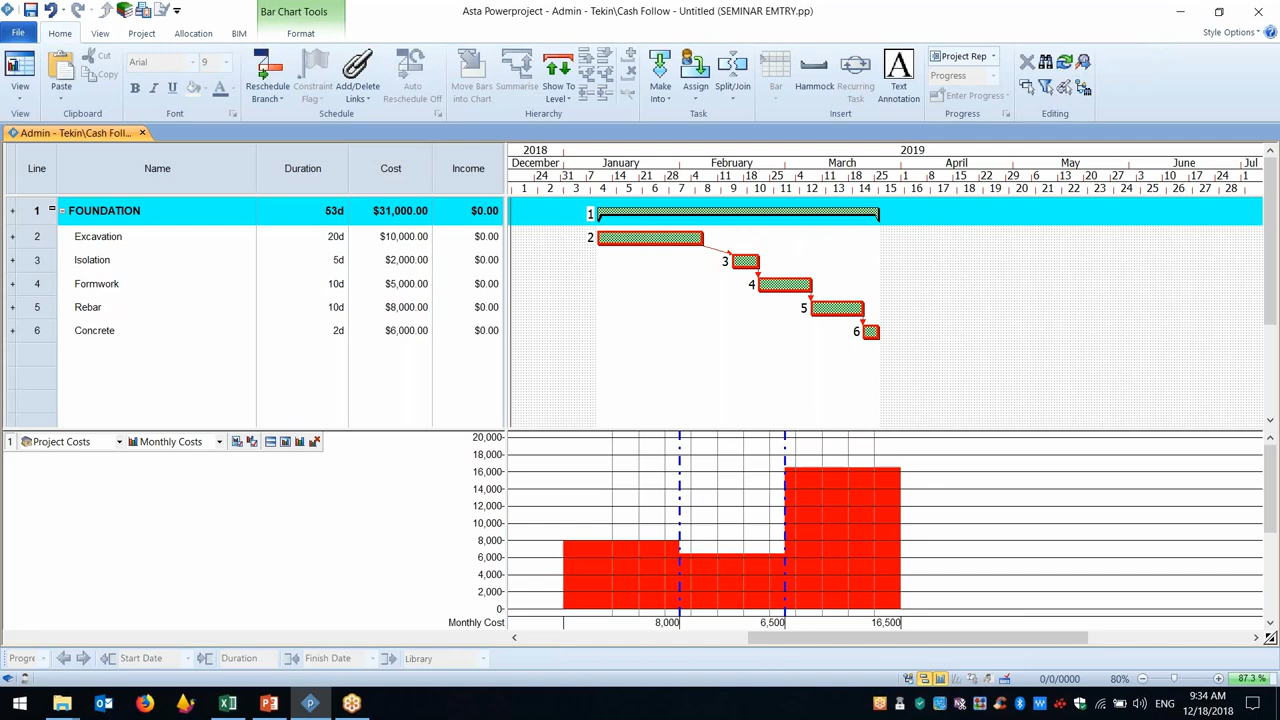 Bar Chart Tools
Asta Powerproject - Admin - Tekin\Cash Follow - Untitled (SEMINAR EMTRY.pp)
File Home View Project Allocation BIM Format Style Options
View
Paste
Cut
Copy
Arial 9
B I U
Reschedule Branch
Constraint Flag
Add/Delete Links
Auto Reschedule Off
Move Bars into Chart
Summarise
Show To Level
Make Into
Assign
Split/Join
Bar
Hammock
Recurring Task
Text Annotation
Project Rep
Progress
Enter Progress
View Clipboard Font Schedule Hierarchy Task Insert Progress Editing
Admin - Tekin\Cash Foll...
Line Name Duration Cost Income
2018 2019
December January February March April May June Jul
24 31 7 14 21 28 4 11 18 25 4 11 18 25 1 8 15 22 29 6 13 20 27 3 10 17 24 1
1 2 3 4 5 6 7 8 9 10 11 12 13 14 15 16 17 18 19 20 21 22 23 24 25 26 27 28
1 FOUNDATION 53d $31,000.00 $0.00 1
2 Excavation 20d $10,000.00 $0.00 2
3 Isolation 5d $2,000.00 $0.00 3
4 Formwork 10d $5,000.00 $0.00 4
5 Rebar 10d $8,000.00 $0.00 5
6 Concrete 2d $6,000.00 $0.00 6
1 Project Costs Monthly Costs
20,000
18,000
16,000
14,000
12,000
10,000
8,000
6,000
4,000
2,000
0
Monthly Cost 8,000 6,500 16,500
Progre Start Date Duration Finish Date Library
0/0/0000 80% 87.3 %
ENG
9:34 AM
12/18/2018